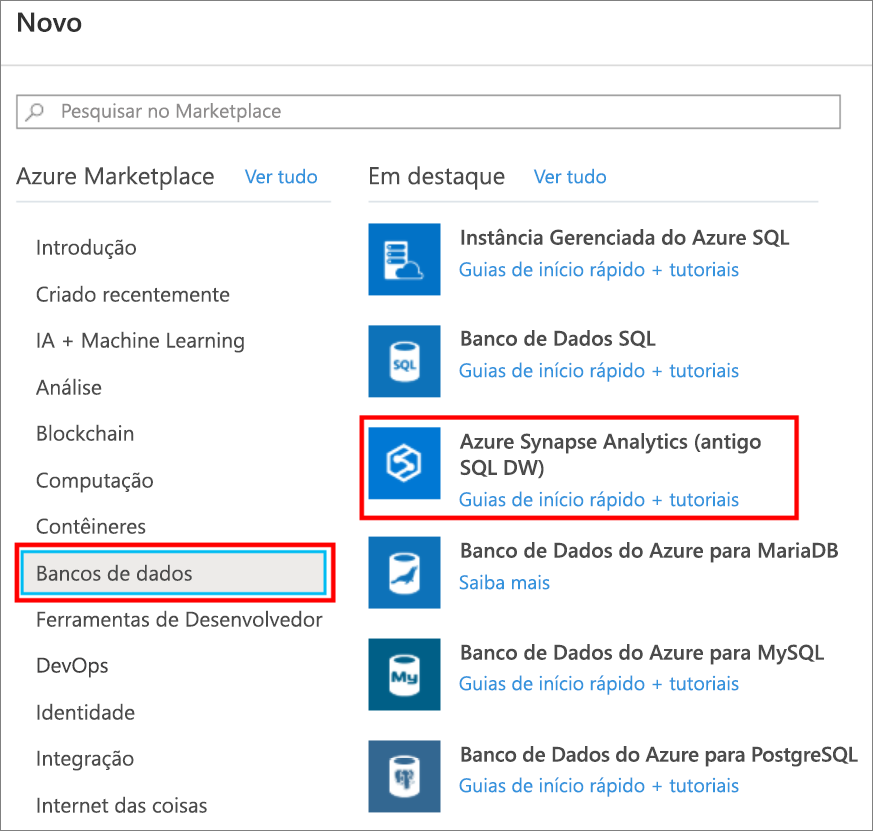 Novo
Pesquisar no Marketplace
Azure Marketplace Ver tudo
Introdução
Criado recentemente
IA + Machine Learning
Análise
Blockchain
Computação
Contêineres
Bancos de dados
Ferramentas de Desenvolvedor
DevOps
Identidade
Integração
Internet das coisas
Em destaque Ver tudo
Instância Gerenciada do Azure SQL
Guias de início rápido + tutoriais
SQL
Banco de Dados SQL
Guias de início rápido + tutoriais
Azure Synapse Analytics (antigo
SQL DW)
Guias de início rápido + tutoriais
Banco de Dados do Azure para MariaDB
Saiba mais
My
Banco de Dados do Azure para MySQL
Guias de início rápido + tutoriais
Banco de Dados do Azure para PostgreSQL
Guias de início rápido + tutoriais